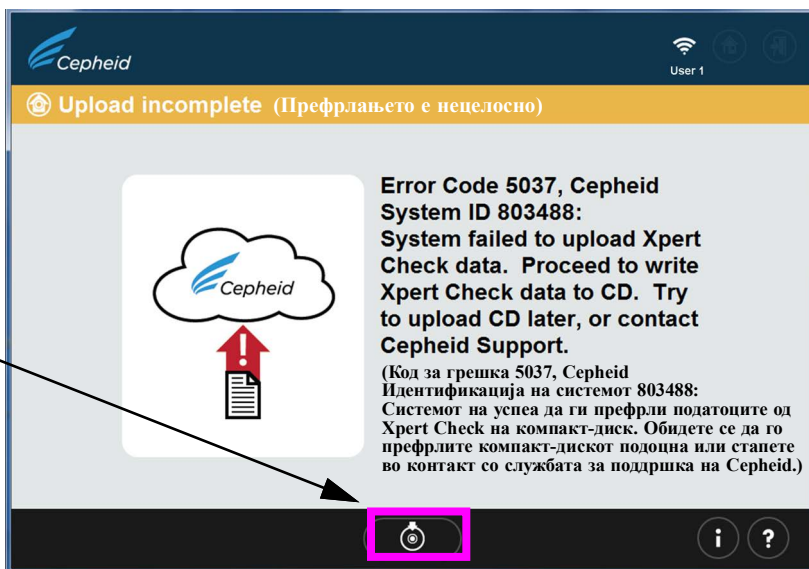 Cepheid
User 1
Upload incomplete (Префрлањето е нецелосно)
Error Code 5037, Cepheid
System ID 803488:
System failed to upload Xpert
Check data. Proceed to write
Xpert Check data to CD. Try
to upload CD later, or contact
Cepheid Support.
(Код за грешка 5037, Cepheid
Идентификација на системот 803488:
Системот на успеа да ги префрли податоците од
Xpert Check на компакт-диск. Обидете се да го
префрлите компакт-дискот подоцна или стапете
во контакт со службата за поддршка на Cepheid.)
Cepheid
!
i ?